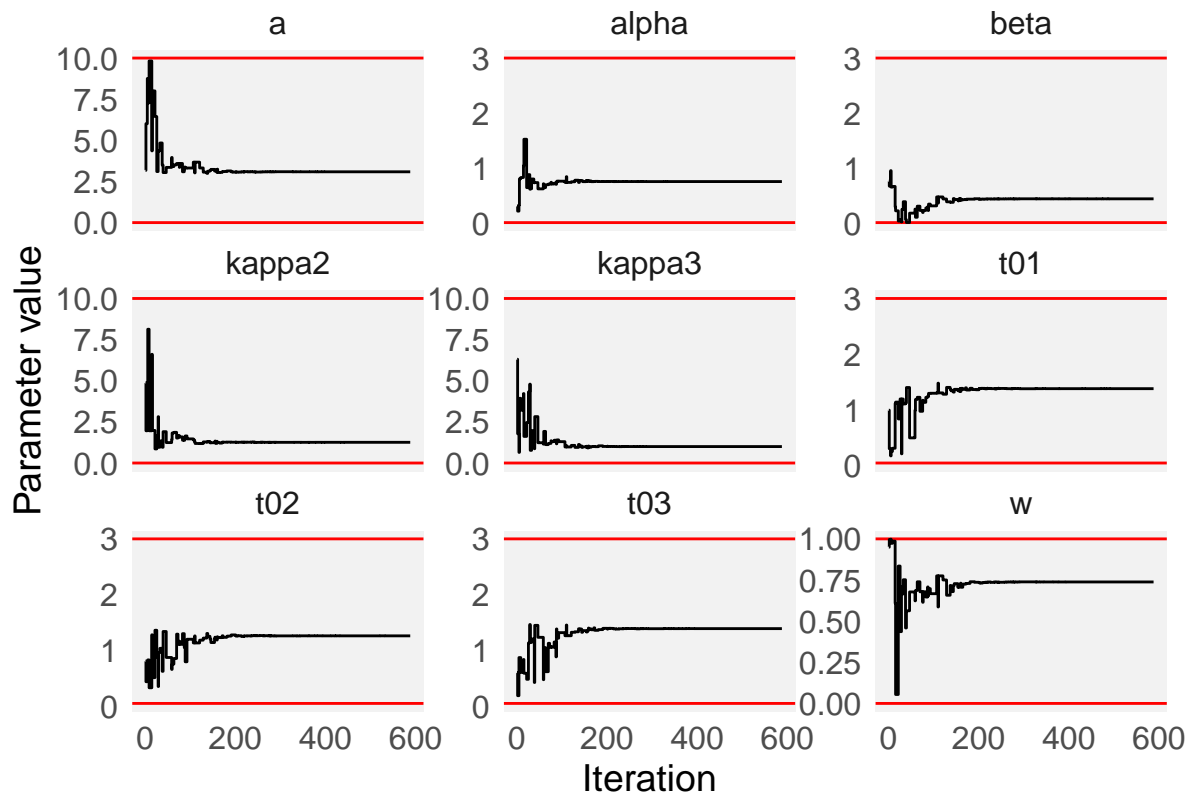 a alpha beta
10.0 3 3
7.5 2 2
5.0 1 1
2.5 0 0
0.0
kappa2 kappa3 t01
10.0 10.0 3
7.5 7.5 2
5.0 5.0 1
2.5 2.5 0
0.0 0.0
t02 t03 w
3 3 1.00
2 2 0.75
1 1 0.50
0 0 0.25
0.00
0 200 400 600 0 200 400 600 0 200 400 600
Iteration
Parameter value